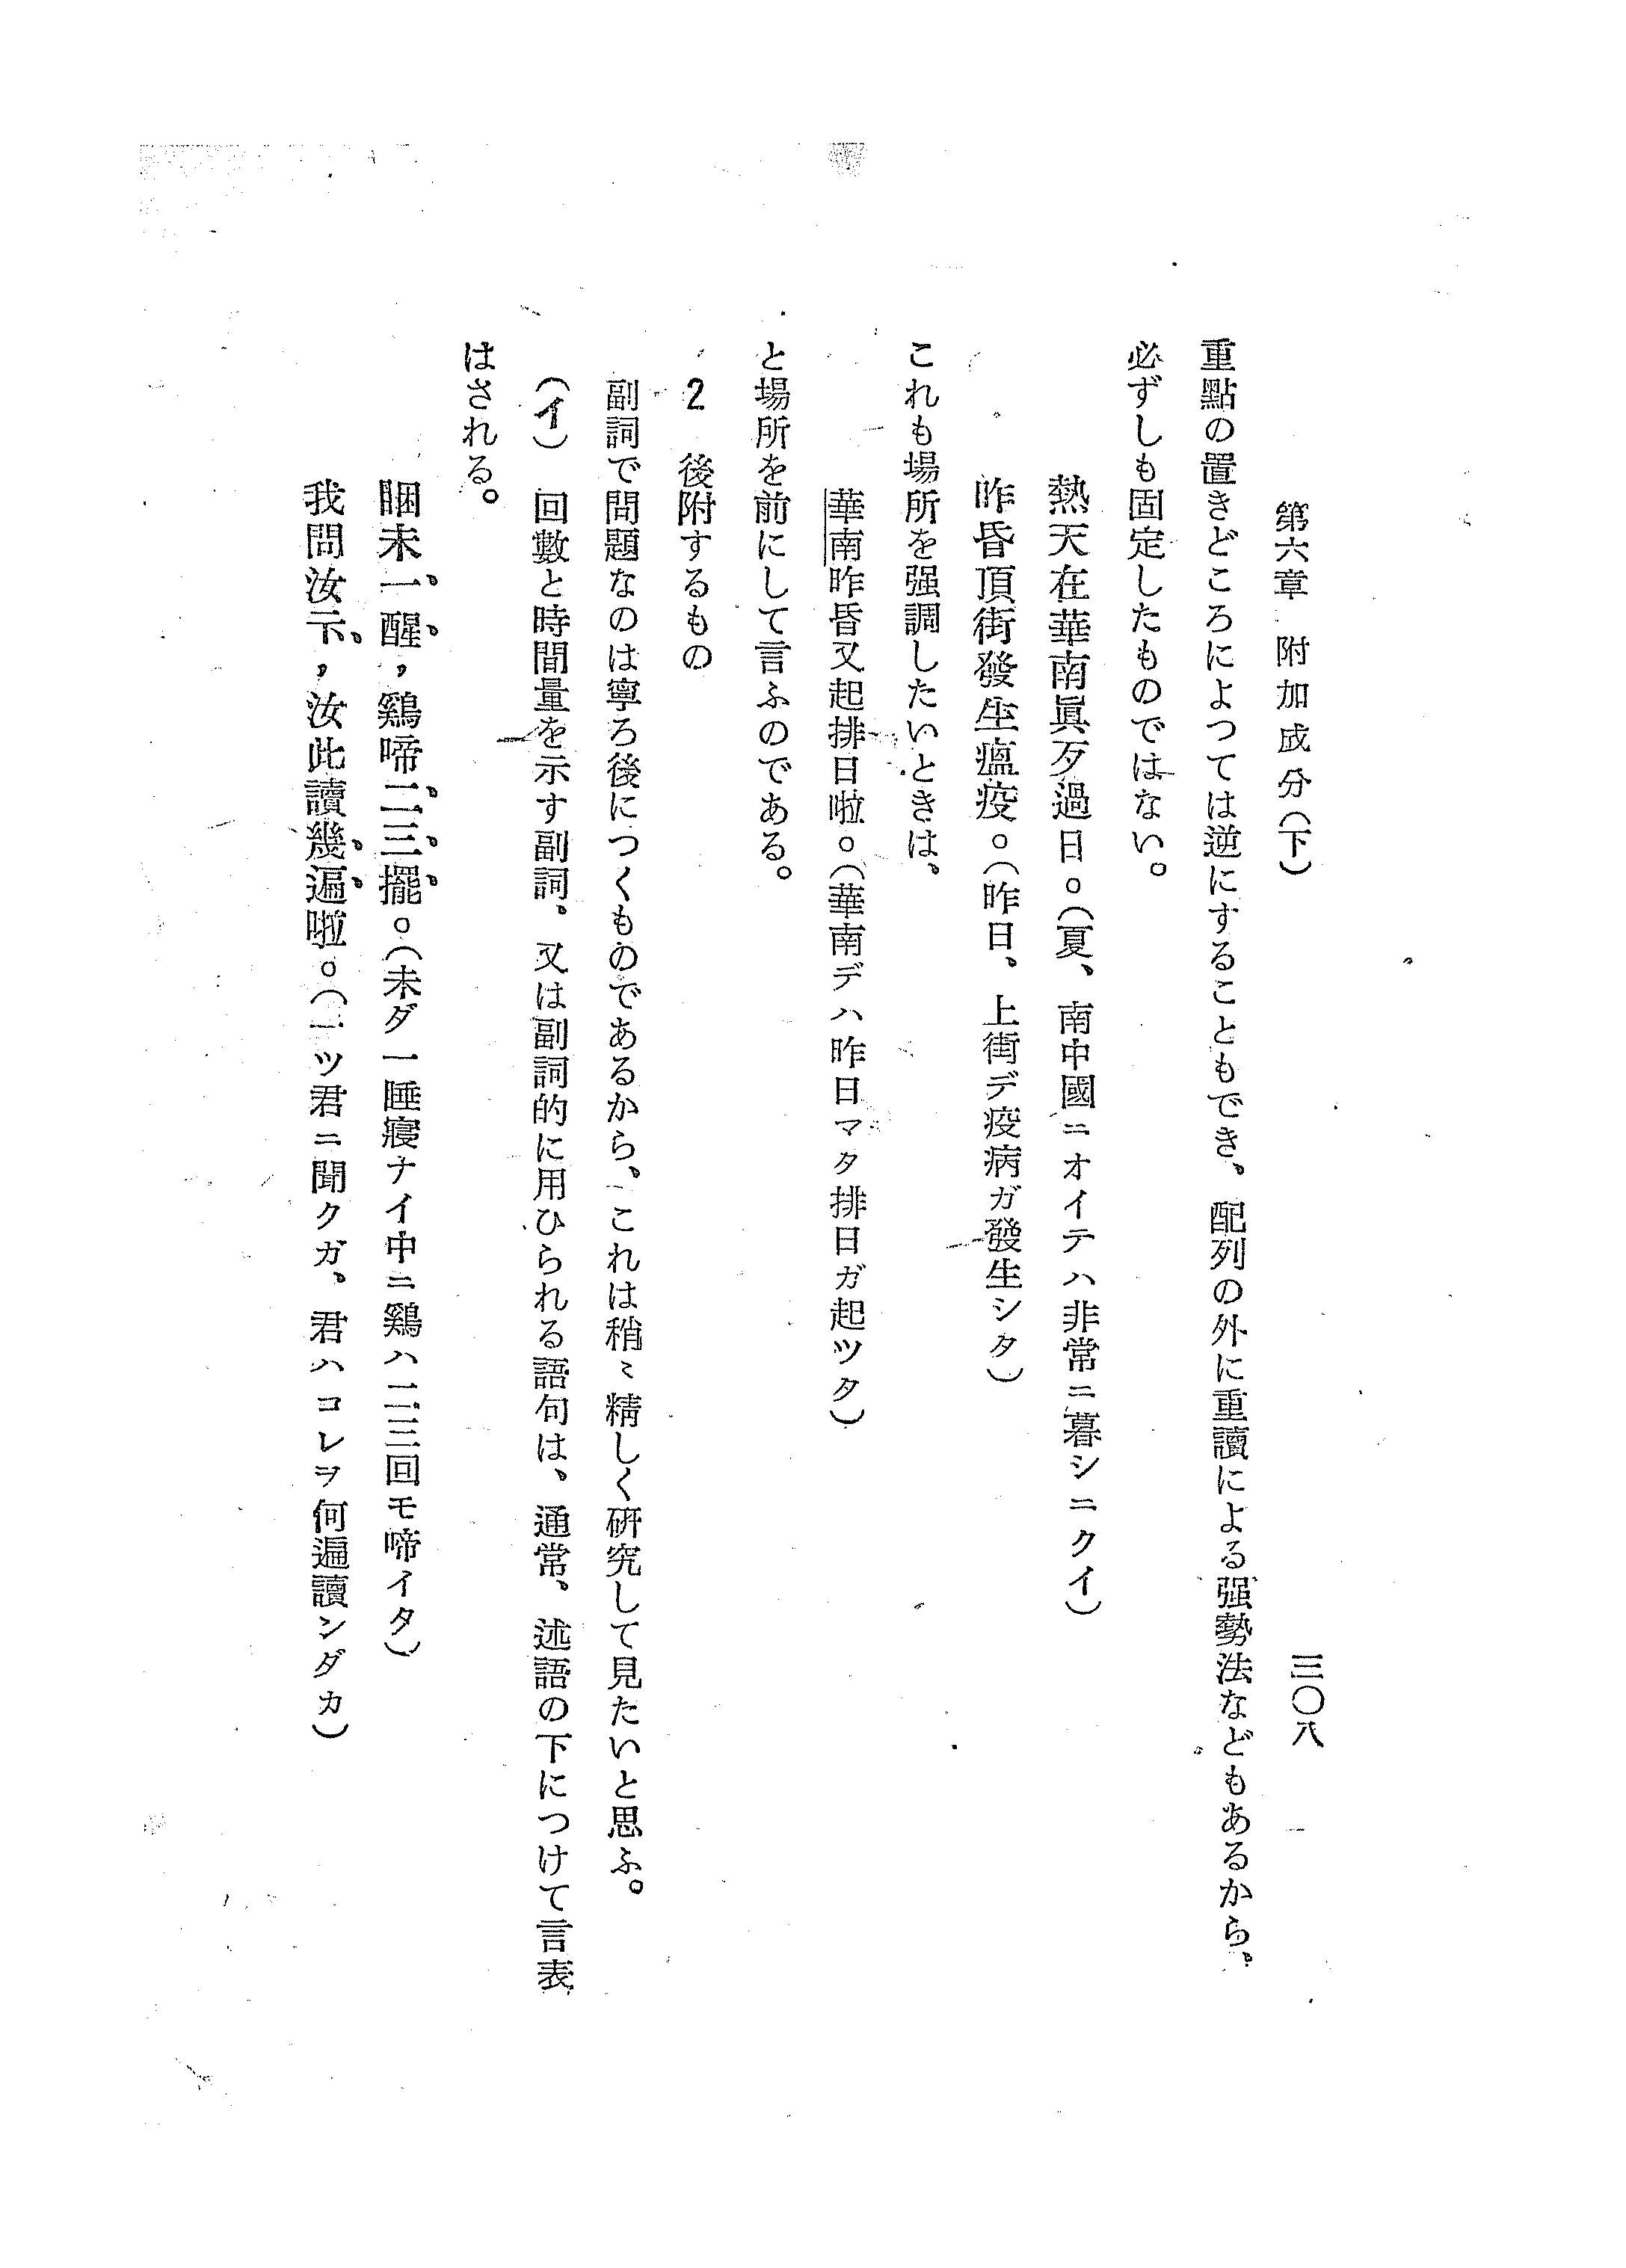 第六章　附加成分（下）　三〇八
重點の置きどころによつては逆にすることもでき、配列の外に重讀による强勢法などもあるから、
必ずしも固定したものではない。
熱天在華南眞歹過日。（夏、南中國ニオイテハ非常ニ暮シニクイ）
昨昏頂街發生瘟疫。（昨日、上街デ疫病ガ發生シタ）
これも場所を强調したいときは、
華南昨昏又起排日啦。（華南デハ昨日マタ排日ガ起ツタ）
と場所を前にして言ふのである。
2　後附するもの
副詞で問題なのは寧ろ後につくものであるから、これは稍〻精しく硏究して見たいと思ふ。
（イ）　回數と時間量を示す副詞、又は副詞的に用ひられる語句は、通常、述語の下につけて言表
はされる。
睏未一醒，鷄啼二三擺。（未ダ一睡寢ナイ中ニ鷄ハ二三回モ啼イタ）
我問汝示，汝此讀幾遍啦。（一ツ君ニ聞クガ、君ハコレヲ何遍讀ンダカ）